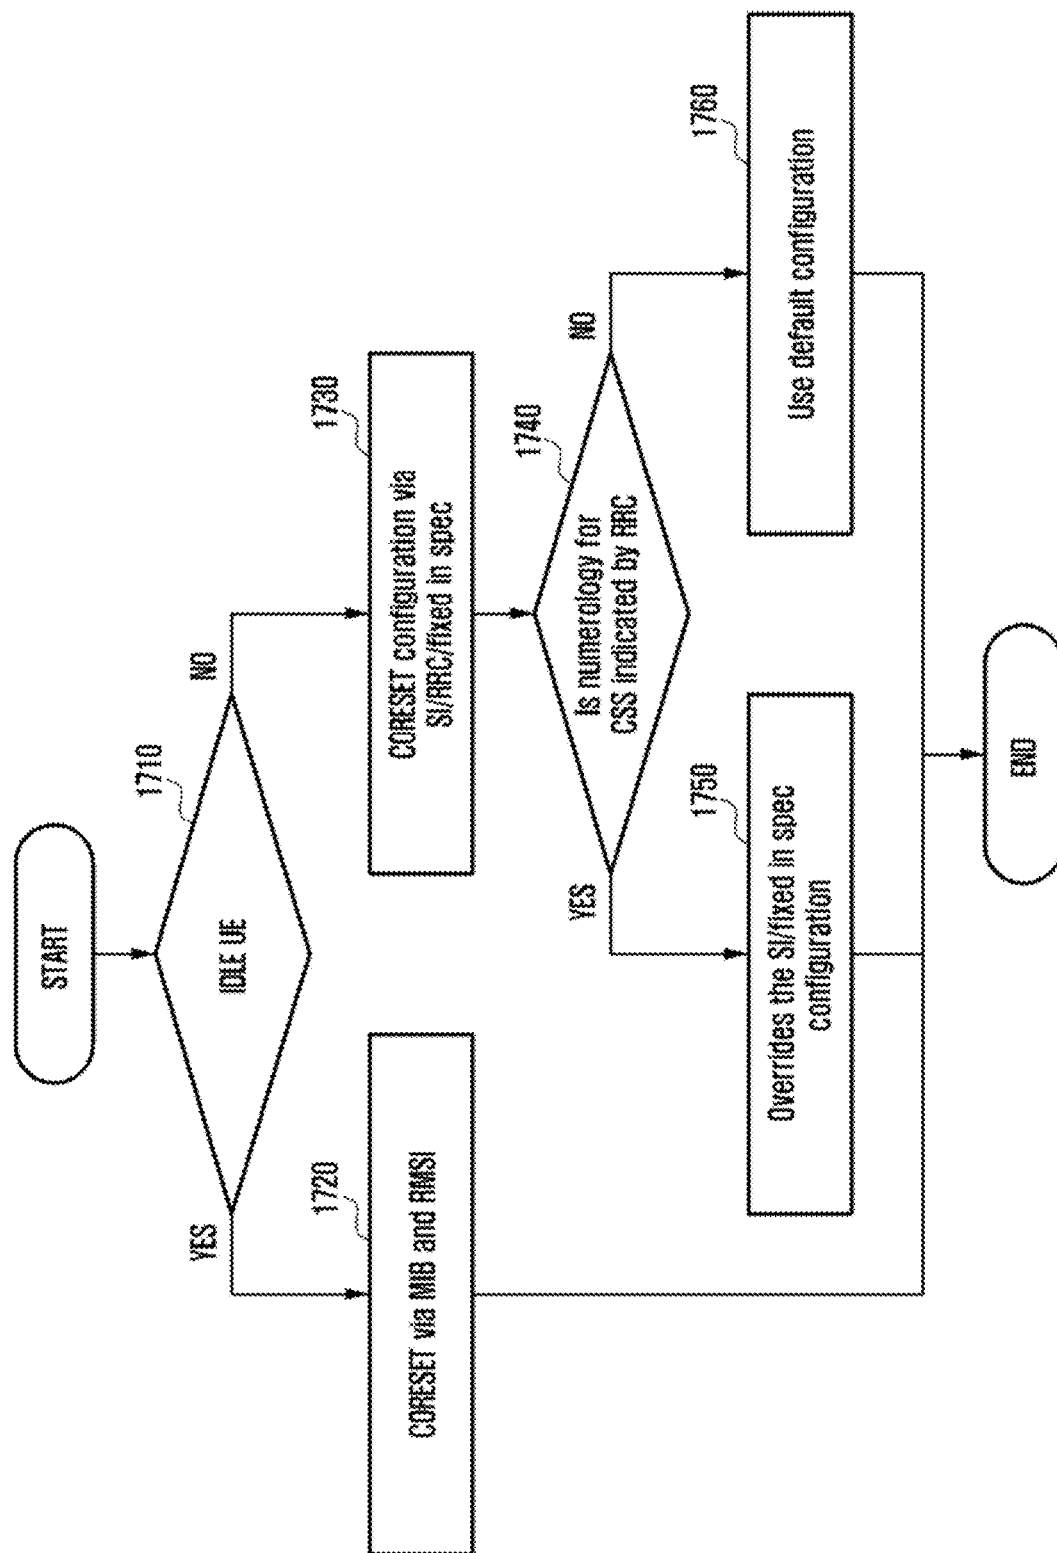 START
1710
IDLE UE
YES
NO
1720
CORESET via MIB and RMSI
1730
CORESET configuration via
SI/RRC/fixed in spec
1740
Is numerology for
CSS indicated by RRC
YES
NO
1750
Overrides the SI/fixed in spec
configuration
1760
Use default configuration
END